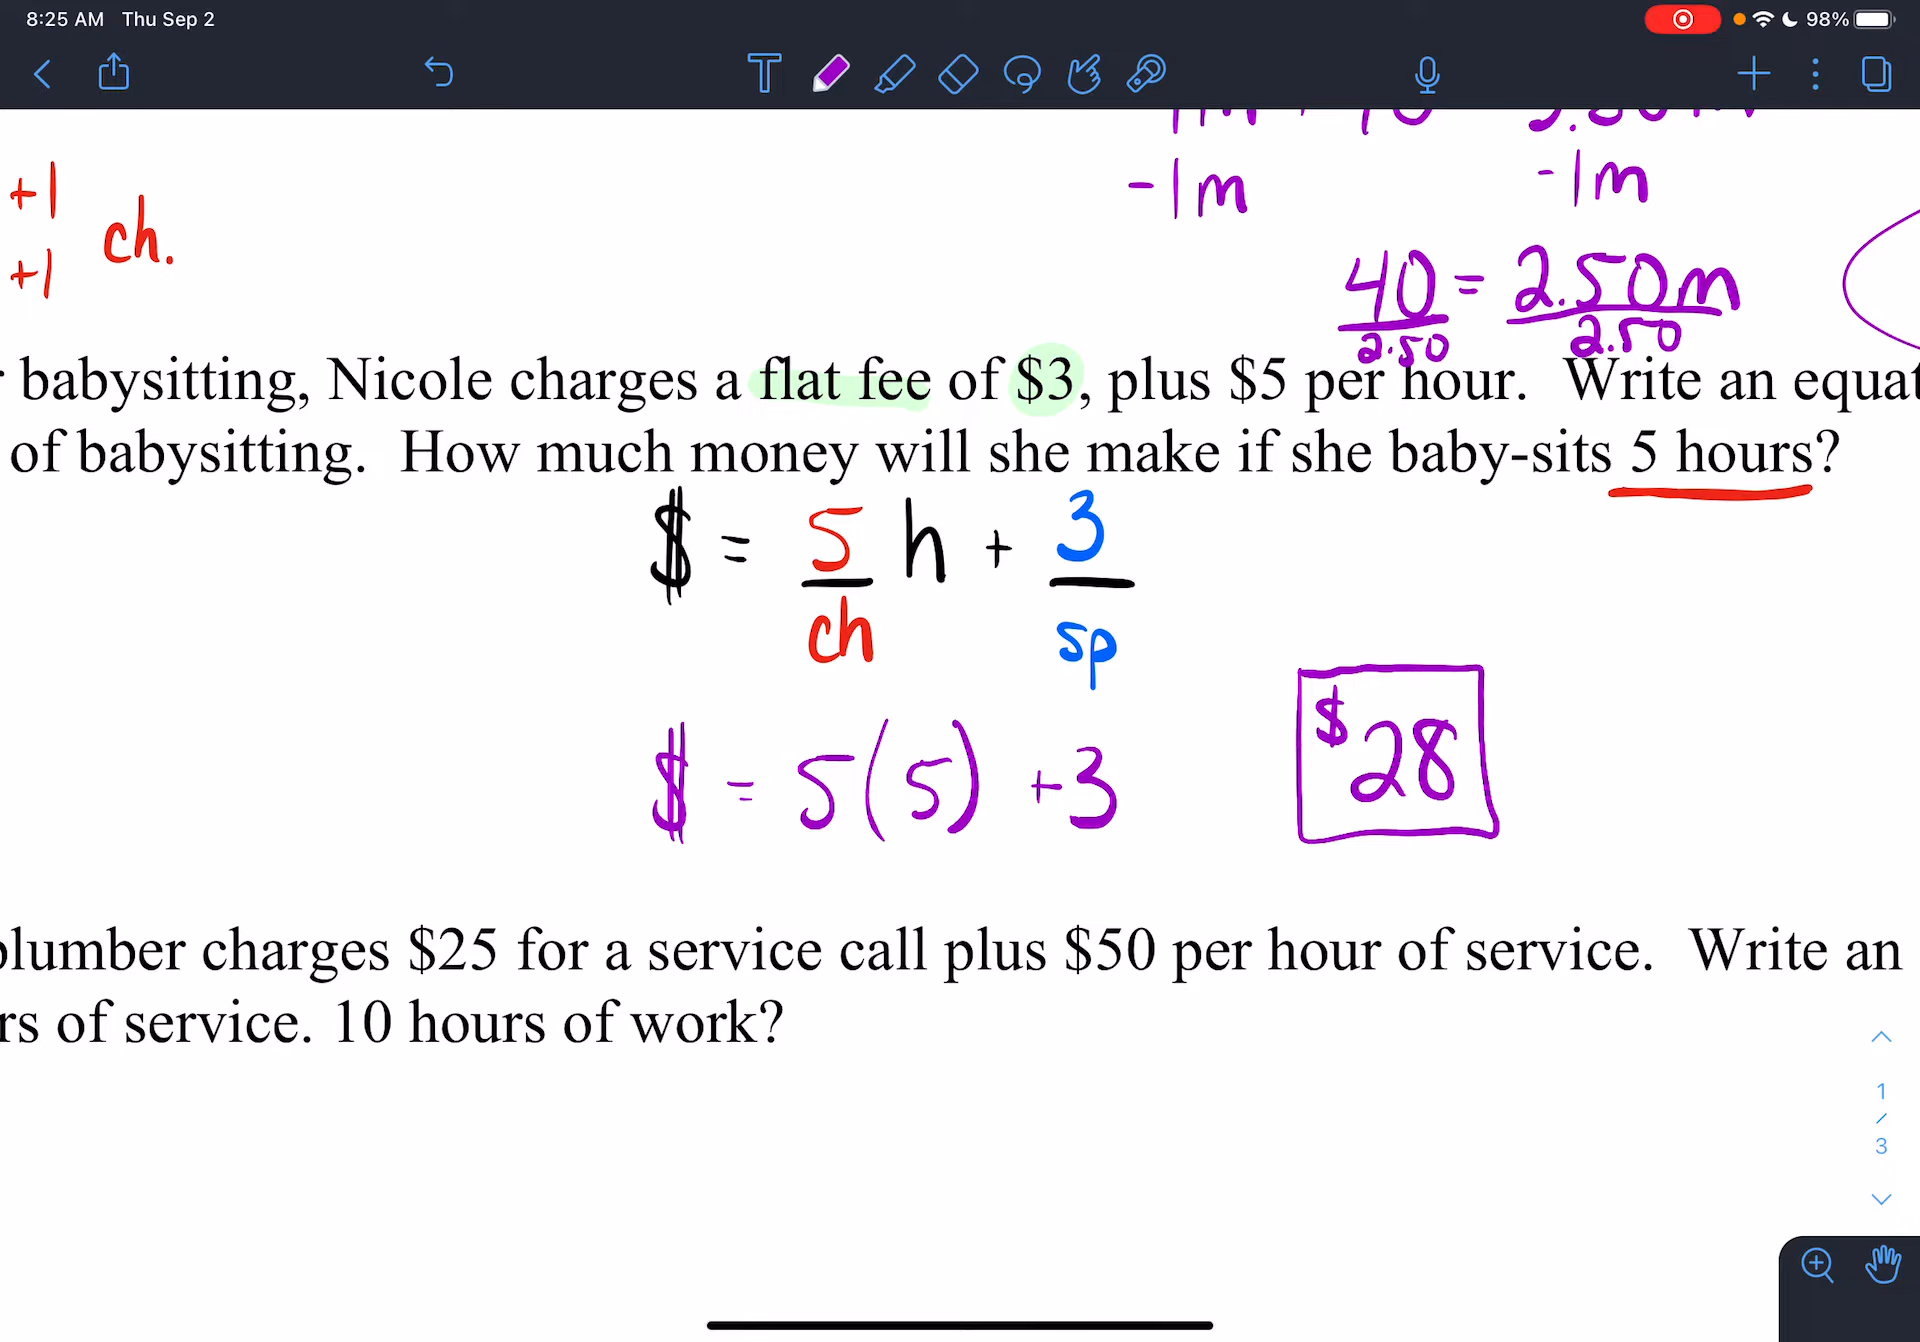 8:25 AM Thu Sep 2
98%
-1m -1m
+1
ch.
+1
40 = 2.50m
2.50 2.50
babysitting, Nicole charges a flat fee of $3, plus $5 per hour. Write an equat
of babysitting. How much money will she make if she baby-sits 5 hours?
$ = 5 h + 3
ch sp
$ = 5(5) +3
$28
plumber charges $25 for a service call plus $50 per hour of service. Write an
rs of service. 10 hours of work?
1
/
3